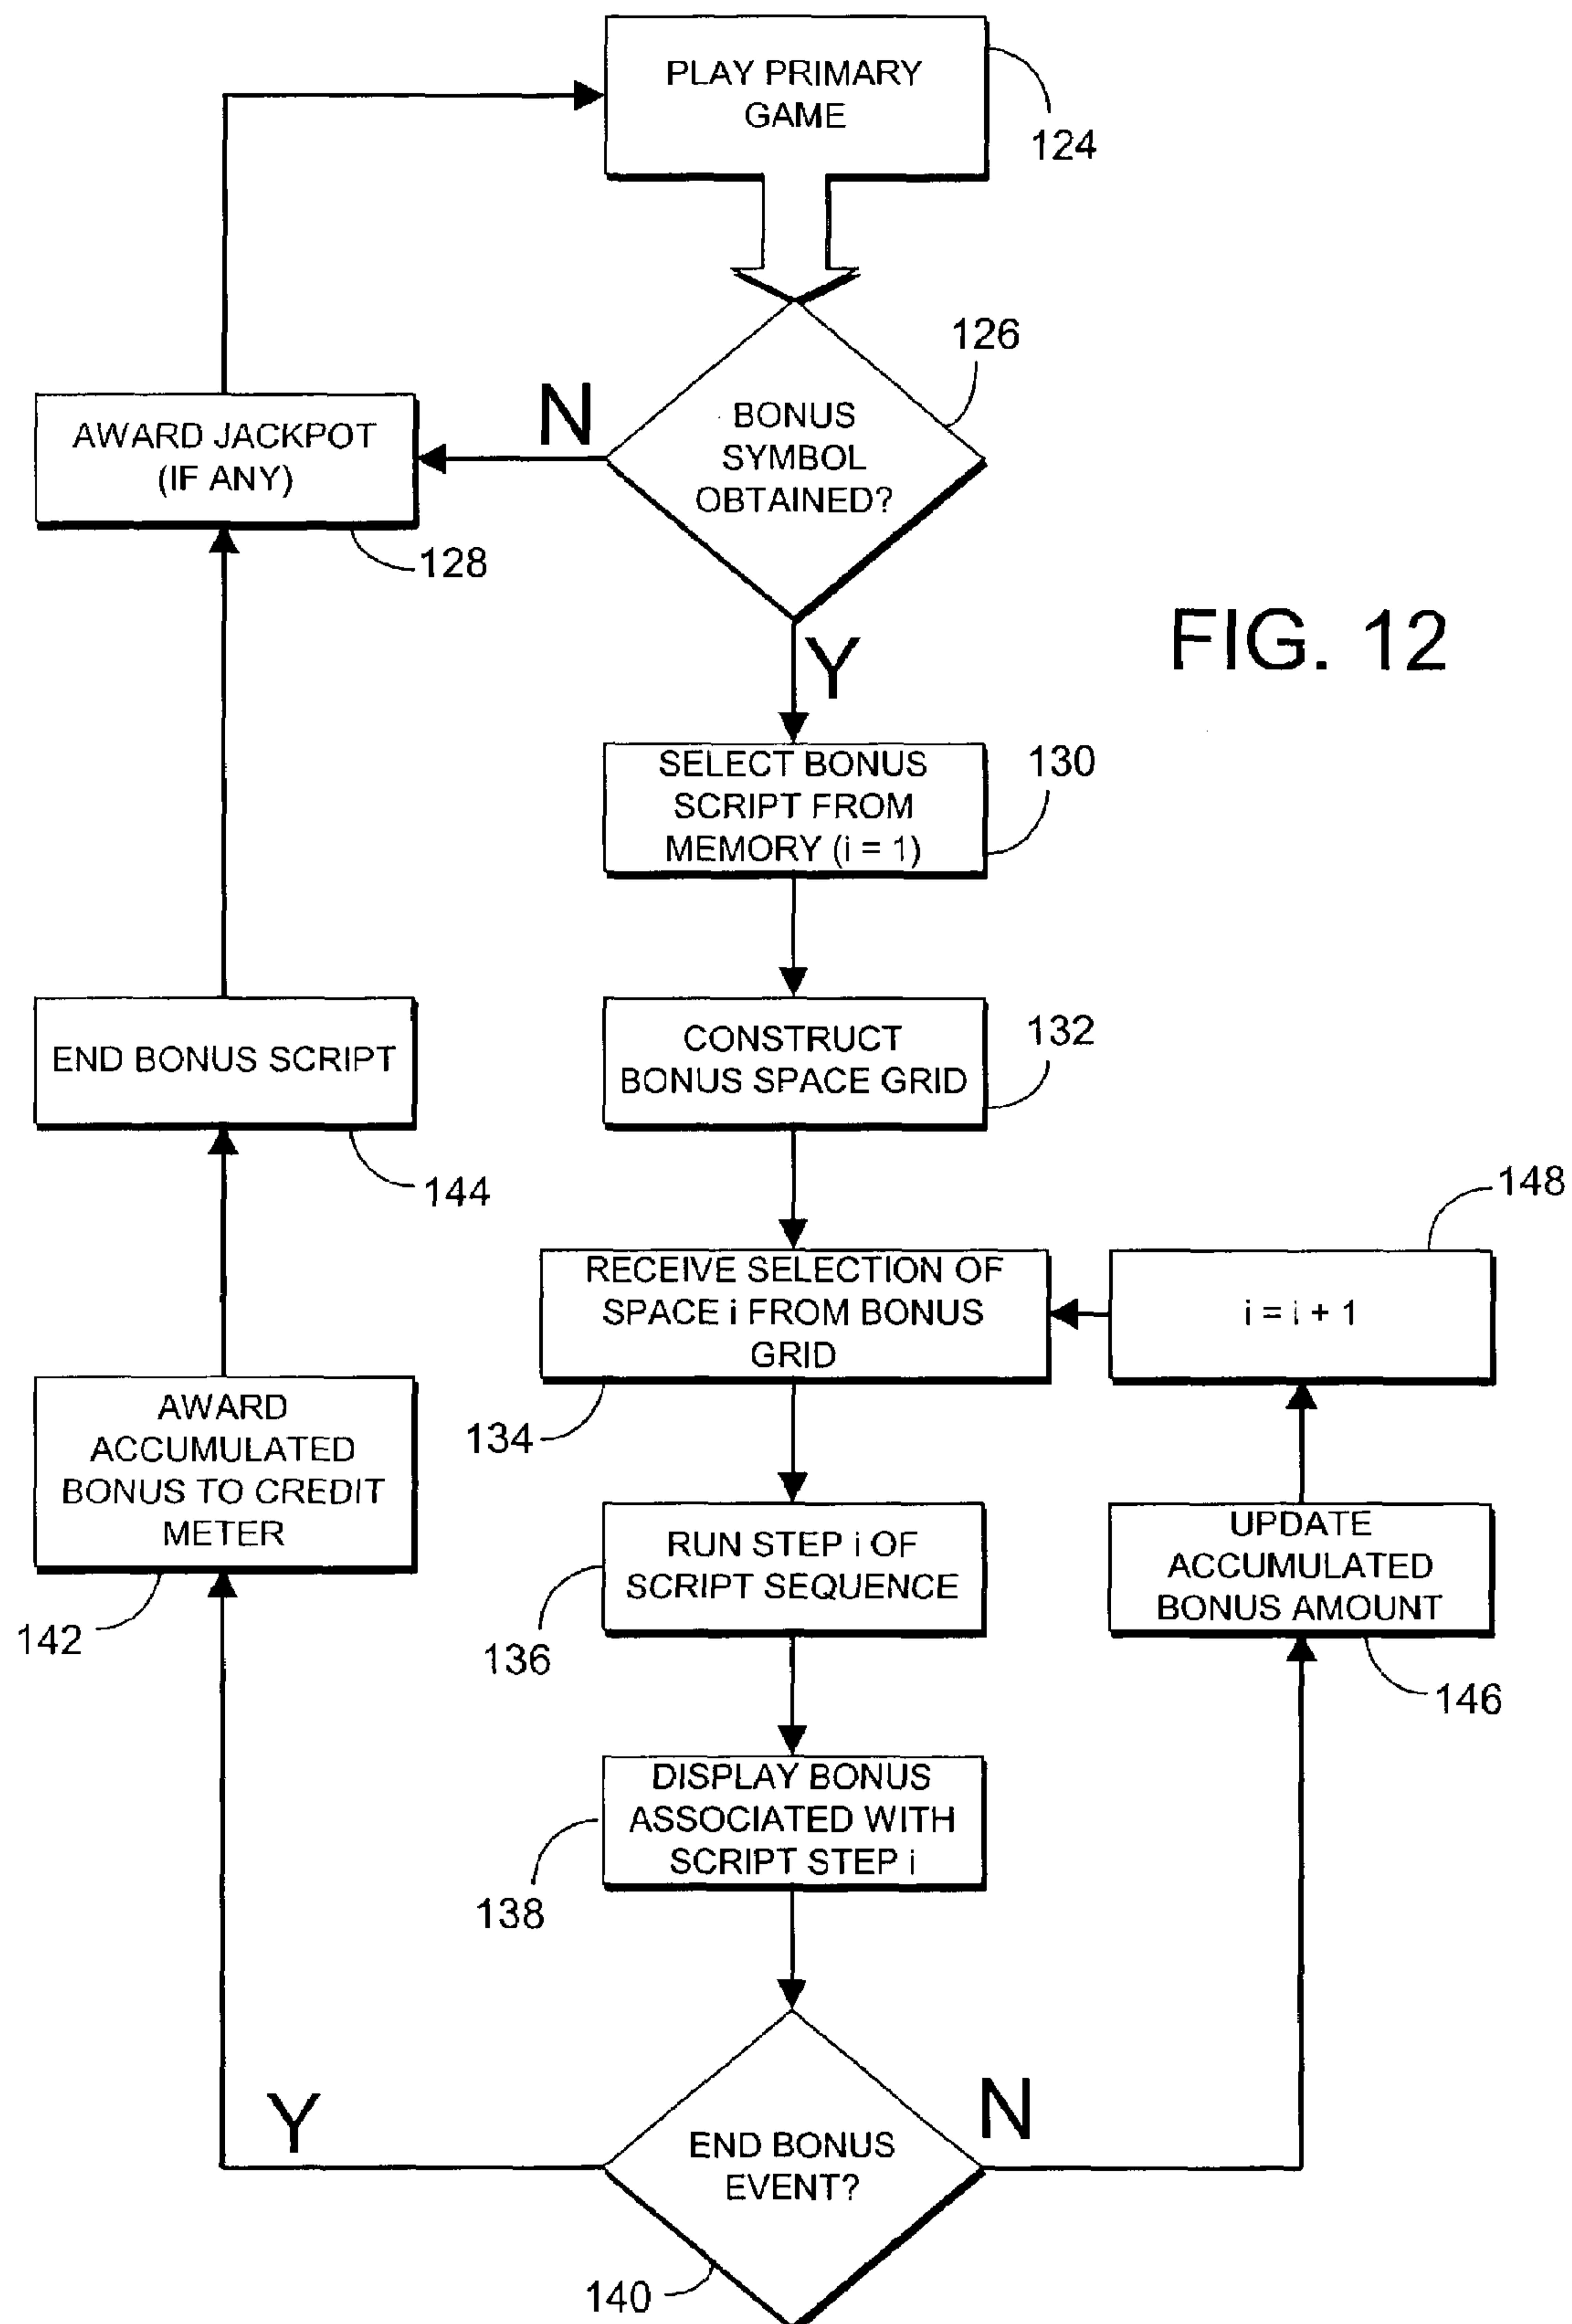 PLAY PRIMARY
GAME
124
126
BONUS
SYMBOL
OBTAINED?
N
AWARD JACKPOT
(IF ANY)
128
Y
FIG. 12
SELECT BONUS
SCRIPT FROM
MEMORY (i = 1)
130
CONSTRUCT
BONUS SPACE GRID
132
END BONUS SCRIPT
144
148
RECEIVE SELECTION OF
SPACE i FROM BONUS
GRID
134
i = i + 1
AWARD
ACCUMULATED
BONUS TO CREDIT
METER
142
RUN STEP i OF
SCRIPT SEQUENCE
136
UPDATE
ACCUMULATED
BONUS AMOUNT
146
DISPLAY BONUS
ASSOCIATED WITH
SCRIPT STEP i
138
Y
N
END BONUS
EVENT?
140